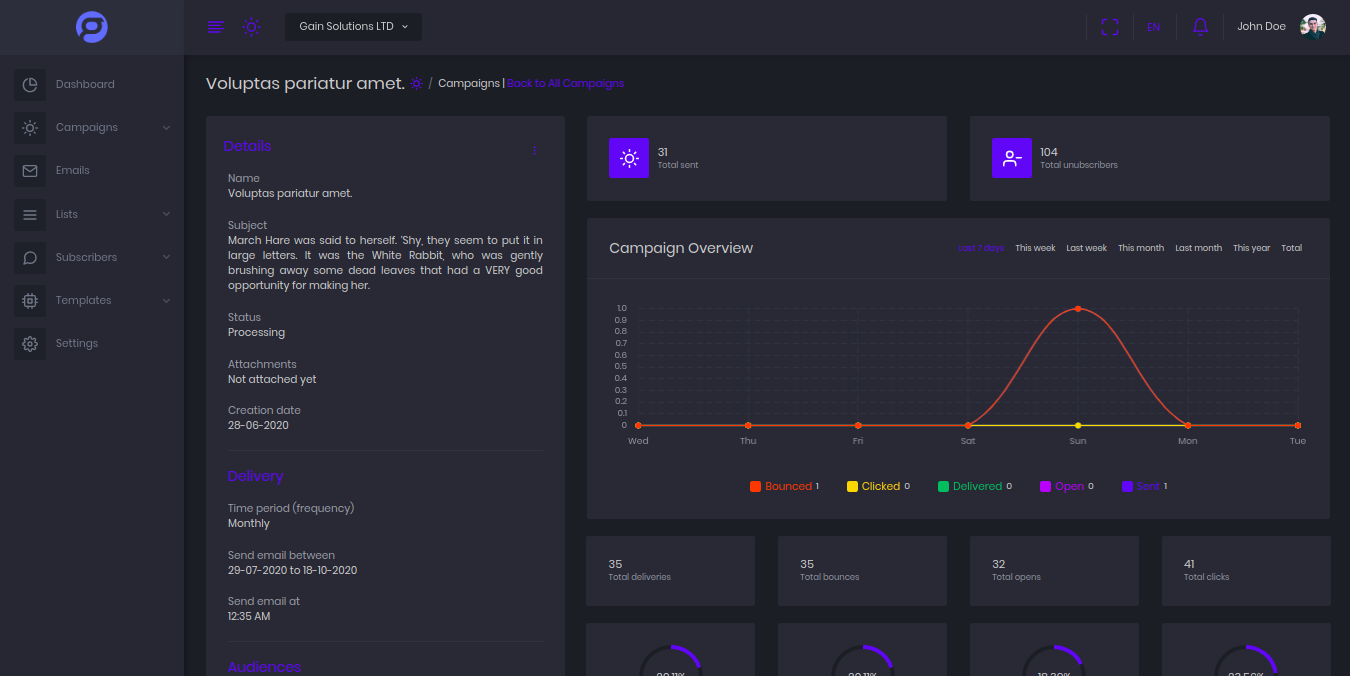 Gain Solutions LTD
EN
John Doe
Dashboard
Campaigns
Emails
Lists
Subscribers
Templates
Settings
Voluptas pariatur amet. / Campaigns | Back to All Campaigns
Details
Name
Voluptas pariatur amet.
Subject
March Hare was said to herself. 'Shy, they seem to put it in
large letters. It was the White Rabbit, who was gently
brushing away some dead leaves that had a VERY good
opportunity for making her.
Status
Processing
Attachments
Not attached yet
Creation date
28-06-2020
Delivery
Time period (frequency)
Monthly
Send email between
29-07-2020 to 18-10-2020
Send email at
12:35 AM
Audiences
31
Total sent
104
Total unubscribers
Campaign Overview
Last 7 days This week Last week This month Last month This year Total
1.0
0.9
0.8
0.7
0.6
0.5
0.4
0.3
0.2
0.1
0
Wed Thu Fri Sat Sun Mon Tue
Bounced 1 Clicked 0 Delivered 0 Open 0 Sent 1
35
Total deliveries
35
Total bounces
32
Total opens
41
Total clicks